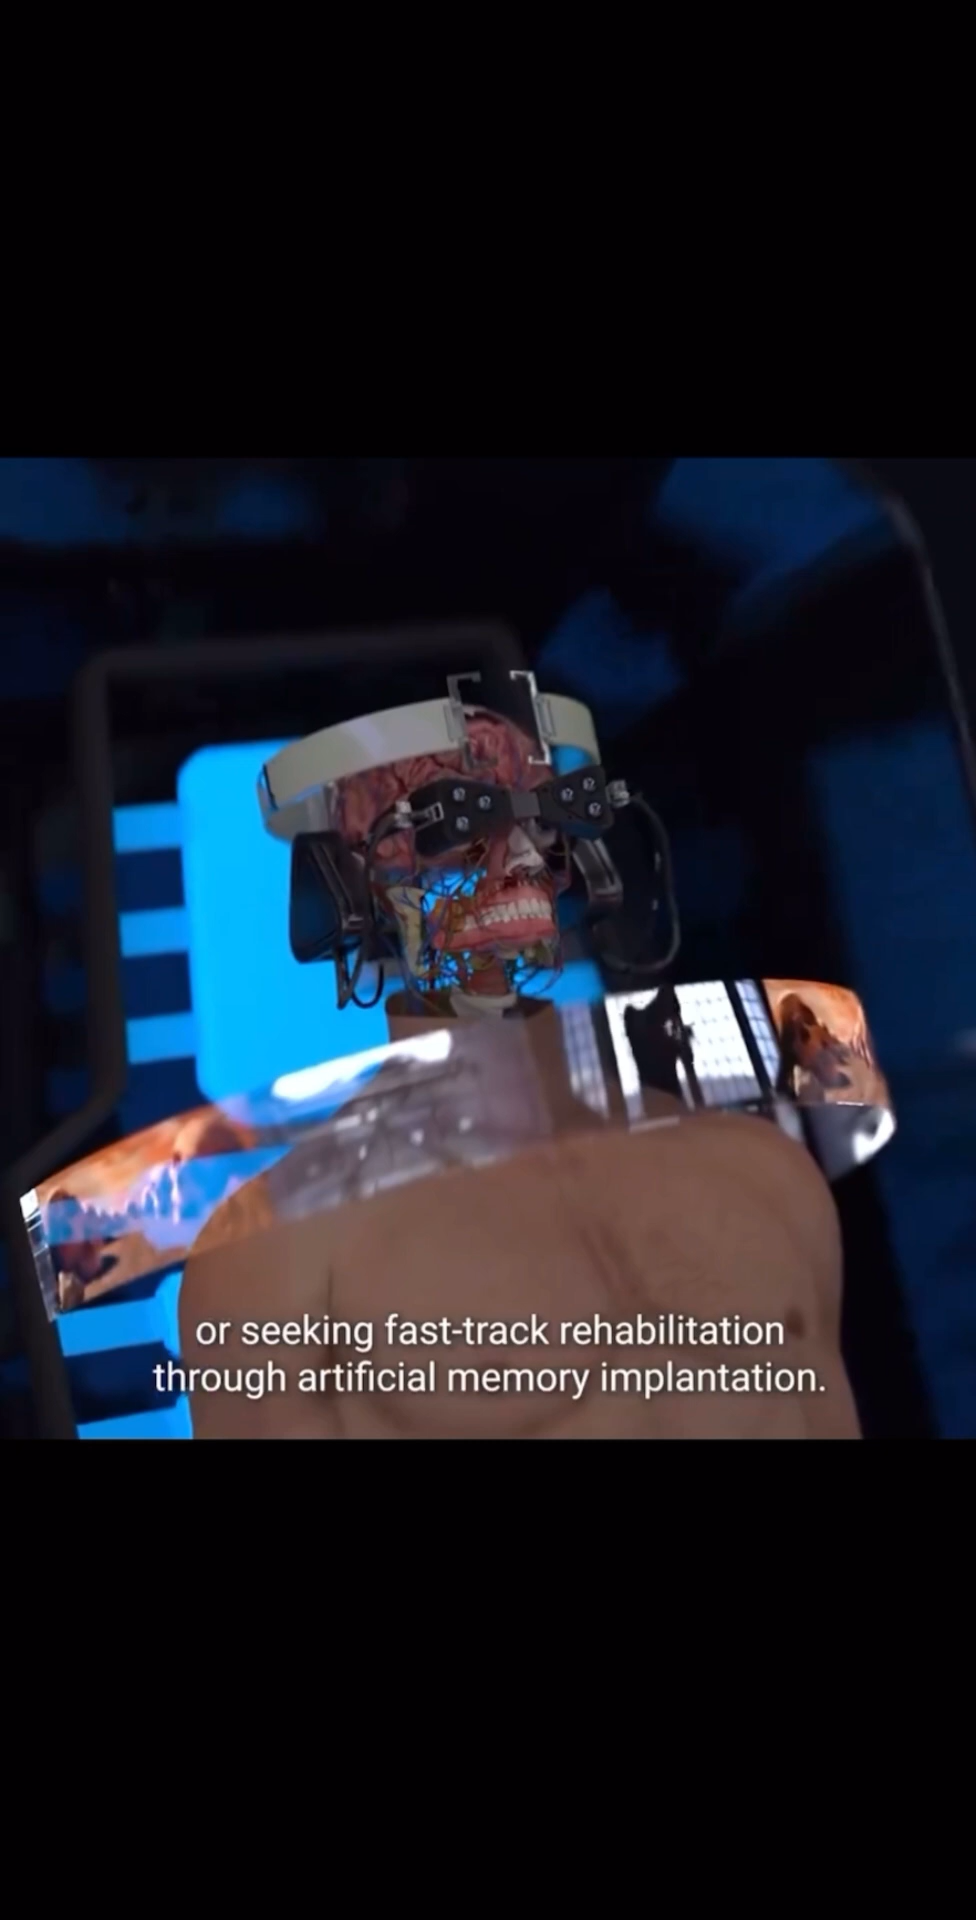 or seeking fast-track rehabilitation
through artificial memory implantation.